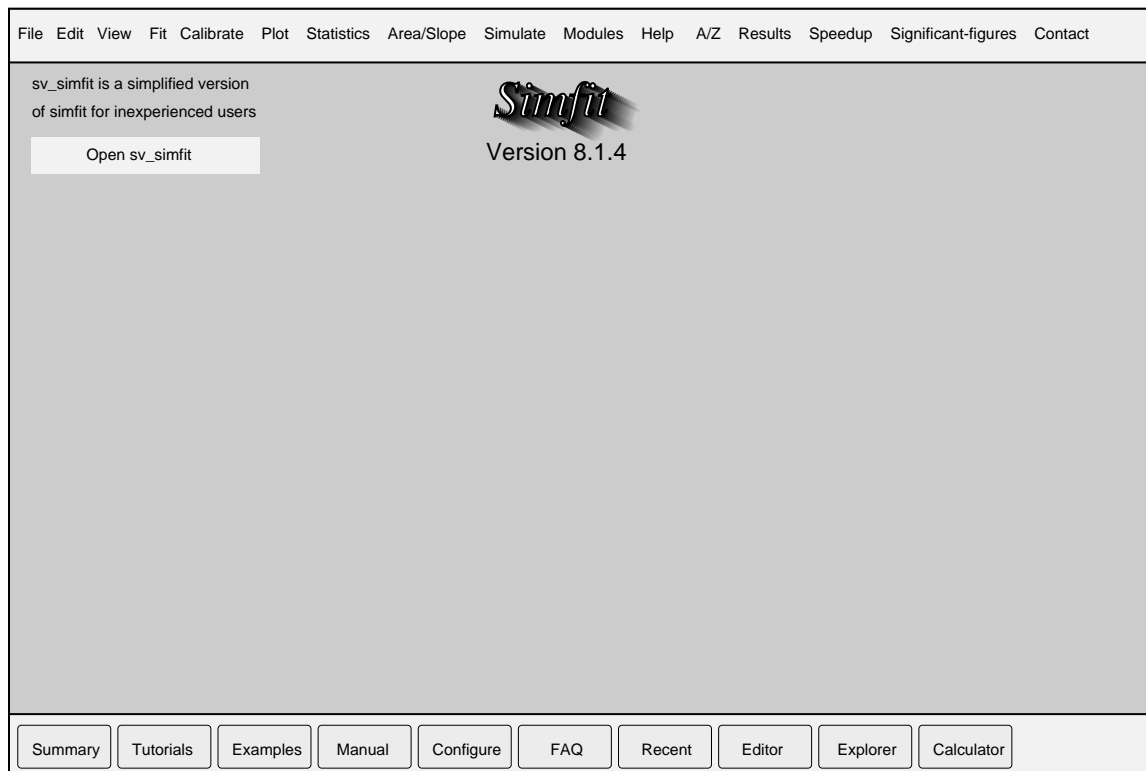 File Edit View Fit Calibrate Plot Statistics Area/Slope Simulate Modules Help A/Z Results Speedup Significant-figures Contact
sv_simfit is a simplified version
of simfit for inexperienced users
Open sv_simfit
Simfit
Version 8.1.4
Summary Tutorials Examples Manual Configure FAQ Recent Editor Explorer Calculator